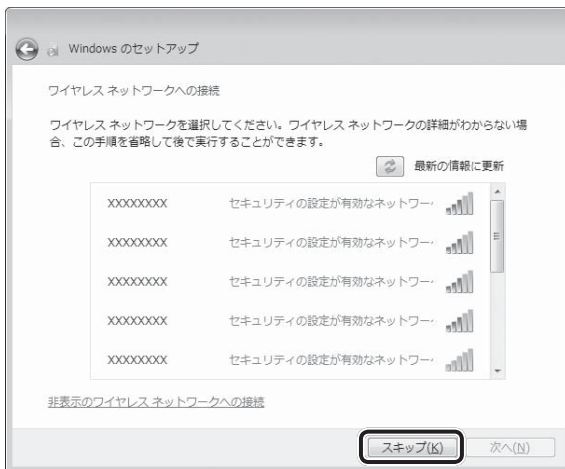 Windows のセットアップ
ワイヤレス ネットワークへの接続
ワイヤレス ネットワークを選択してください。ワイヤレス ネットワークの詳細がわからない場
合、この手順を省略して後で実行することができます。
最新の情報に更新
XXXXXXXX セキュリティの設定が有効なネットワー
XXXXXXXX セキュリティの設定が有効なネットワー
XXXXXXXX セキュリティの設定が有効なネットワー
XXXXXXXX セキュリティの設定が有効なネットワー
XXXXXXXX セキュリティの設定が有効なネットワー
非表示のワイヤレス ネットワークへの接続
スキップ(K) 次へ(N)